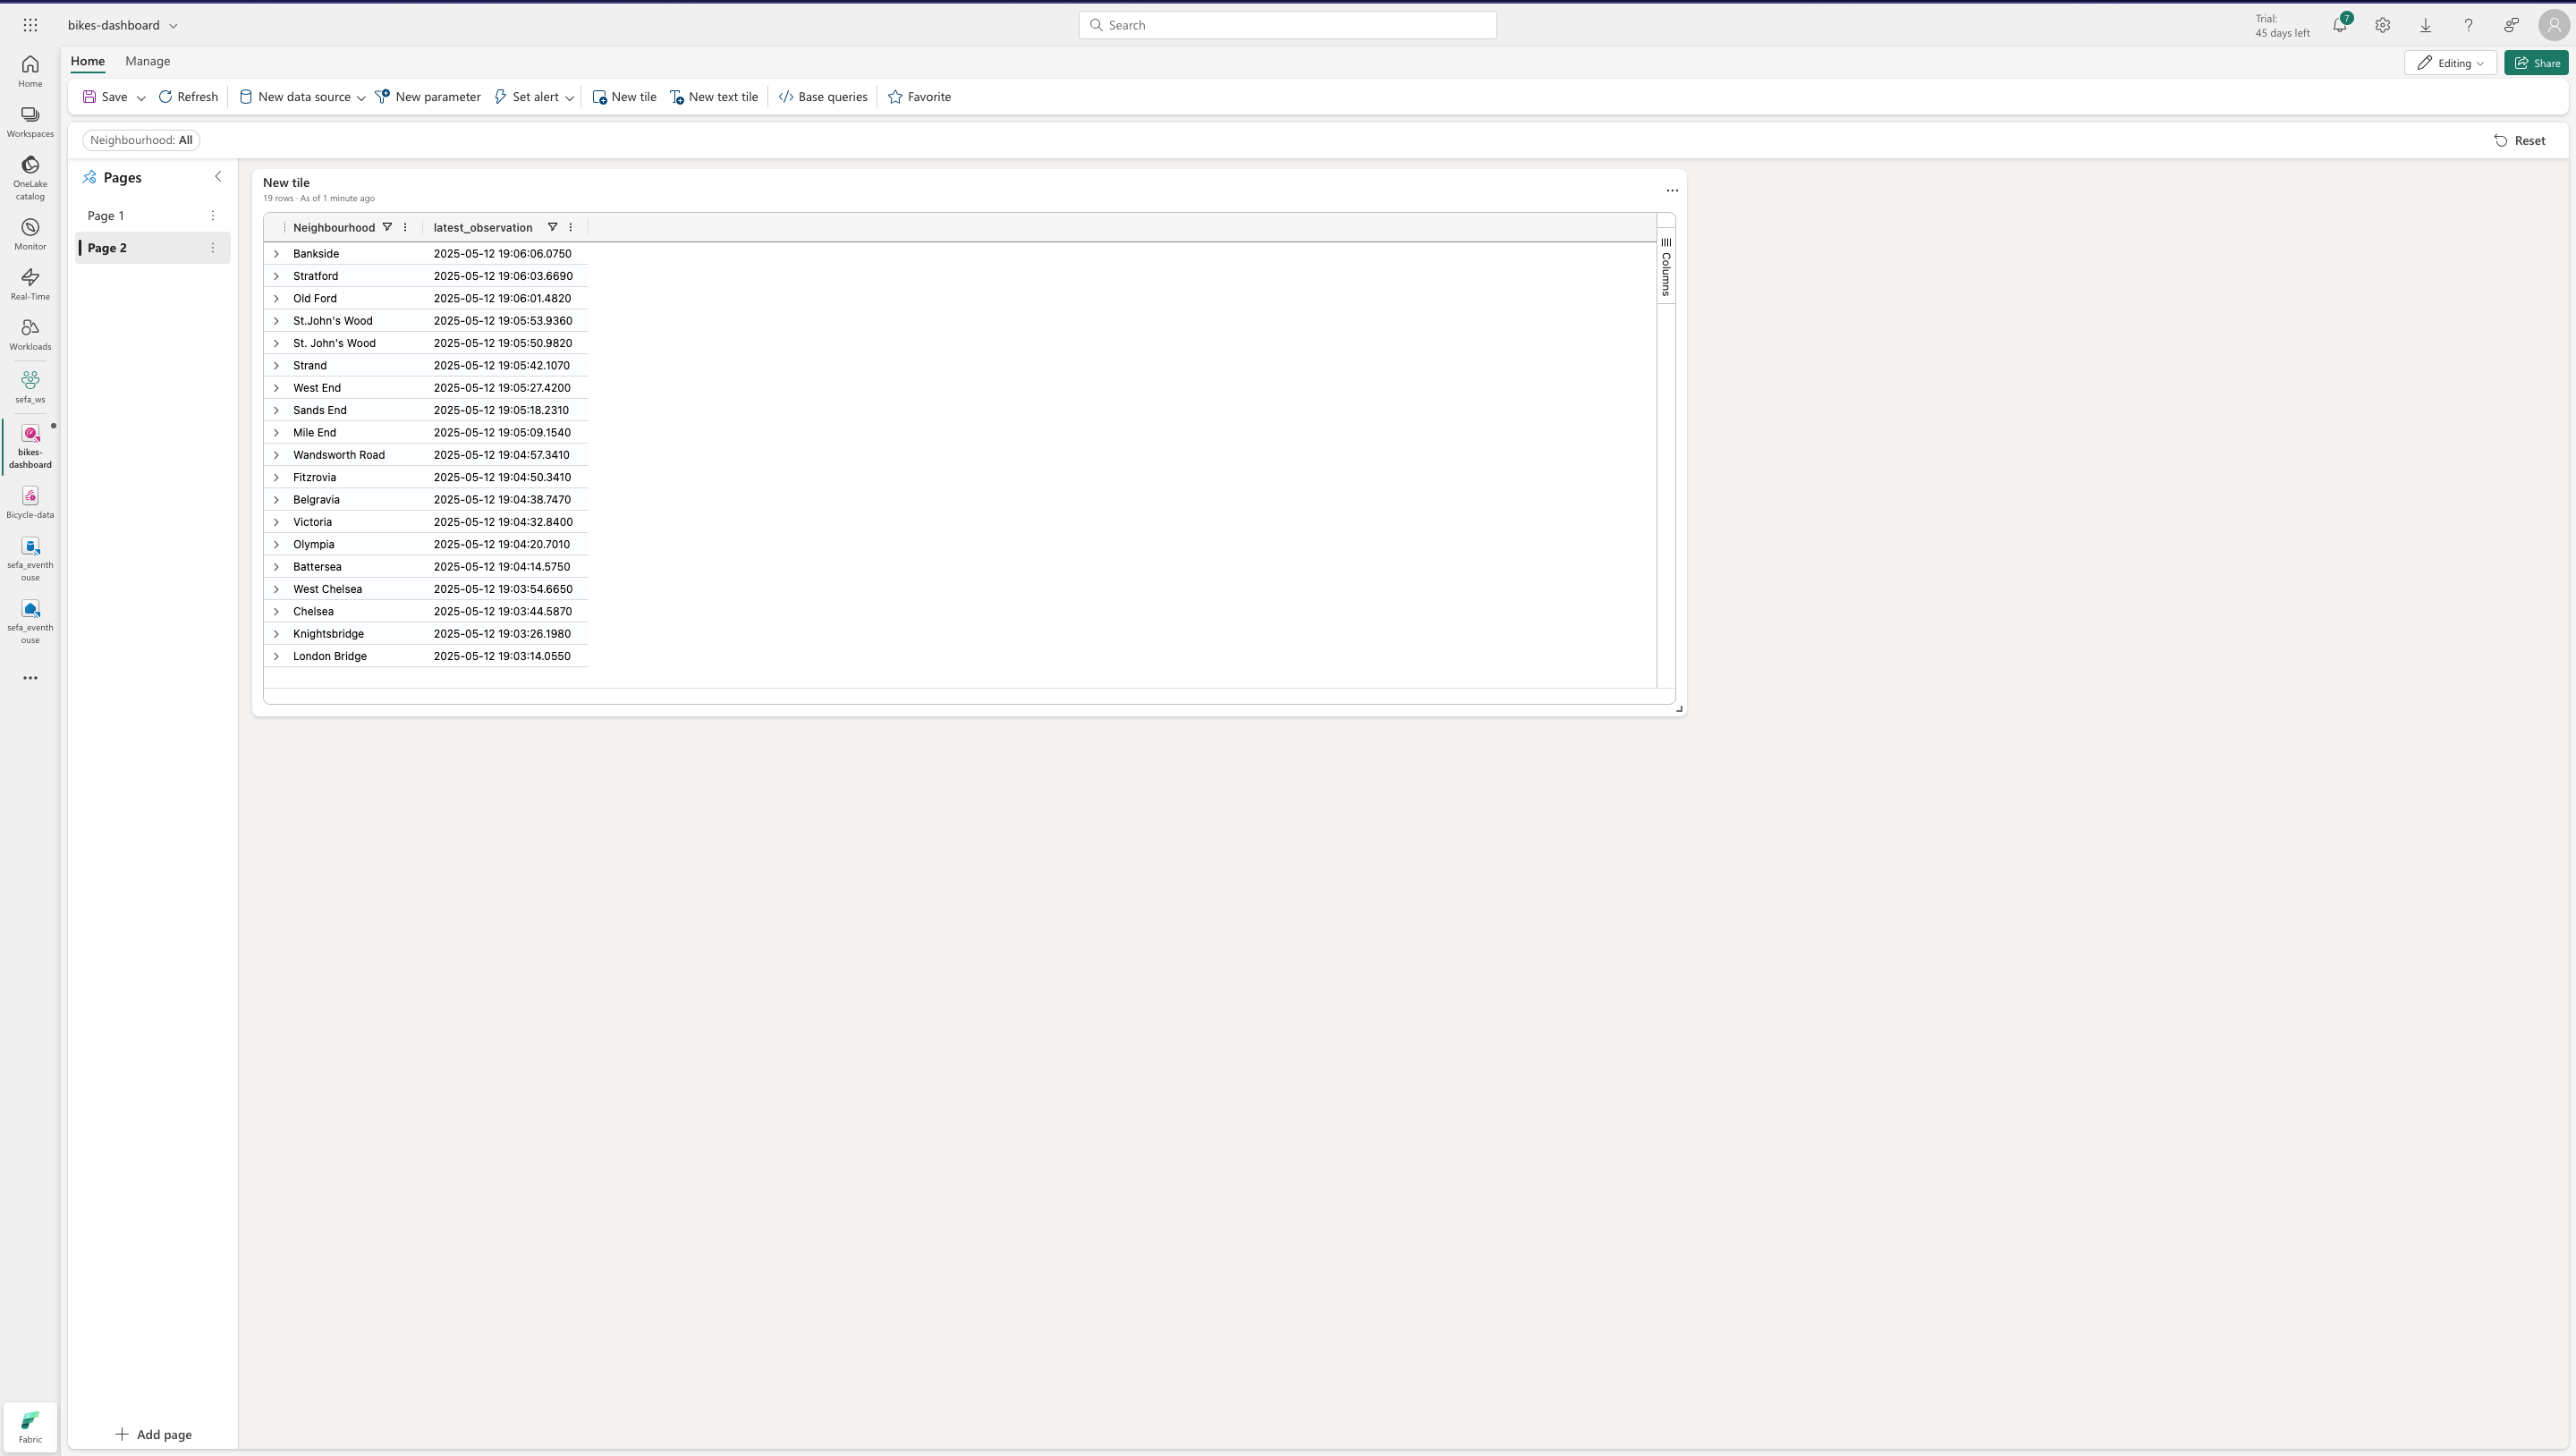 bikes-dashboard
Search
Trial:
45 days left
7
Home
Manage
Editing
Share
Save
Refresh
New data source
New parameter
Set alert
New tile
New text tile
Base queries
Favorite
Neighbourhood: All
Reset
Home
Workspaces
OneLake
catalog
Monitor
Real-Time
Workloads
sefa_ws
bikes-
dashboard
Bicycle-data
sefa_eventh
ouse
sefa_eventh
ouse
Fabric
Pages
Page 1
Page 2
Add page
New tile
19 rows · As of 1 minute ago
Neighbourhood latest_observation
Bankside 2025-05-12 19:06:06.0750
Stratford 2025-05-12 19:06:03.6690
Old Ford 2025-05-12 19:06:01.4820
St.John's Wood 2025-05-12 19:05:53.9360
St. John's Wood 2025-05-12 19:05:50.9820
Strand 2025-05-12 19:05:42.1070
West End 2025-05-12 19:05:27.4200
Sands End 2025-05-12 19:05:18.2310
Mile End 2025-05-12 19:05:09.1540
Wandsworth Road 2025-05-12 19:04:57.3410
Fitzrovia 2025-05-12 19:04:50.3410
Belgravia 2025-05-12 19:04:38.7470
Victoria 2025-05-12 19:04:32.8400
Olympia 2025-05-12 19:04:20.7010
Battersea 2025-05-12 19:04:14.5750
West Chelsea 2025-05-12 19:03:54.6650
Chelsea 2025-05-12 19:03:44.5870
Knightsbridge 2025-05-12 19:03:26.1980
London Bridge 2025-05-12 19:03:14.0550
Columns